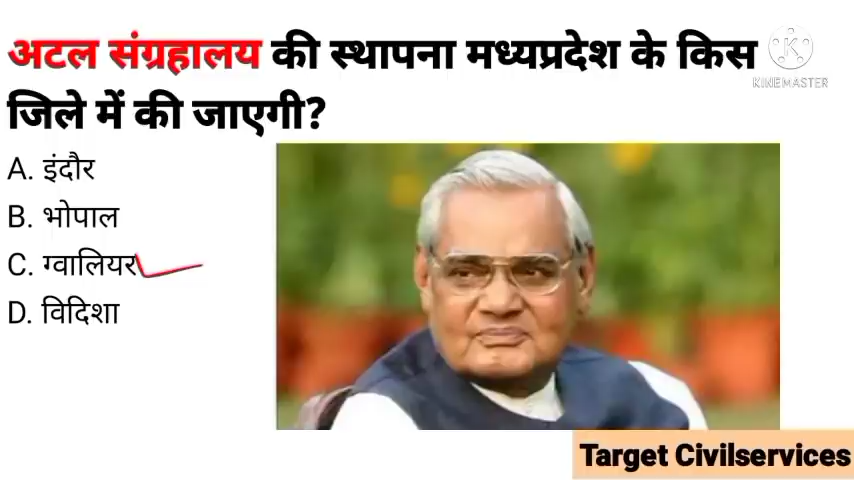 अटल संग्रहालय की स्थापना मध्यप्रदेश के किस
जिले में की जाएगी?
KINEMASTER
A. इंदौर
B. भोपाल
C. ग्वालियर
D. विदिशा
Target Civilservices